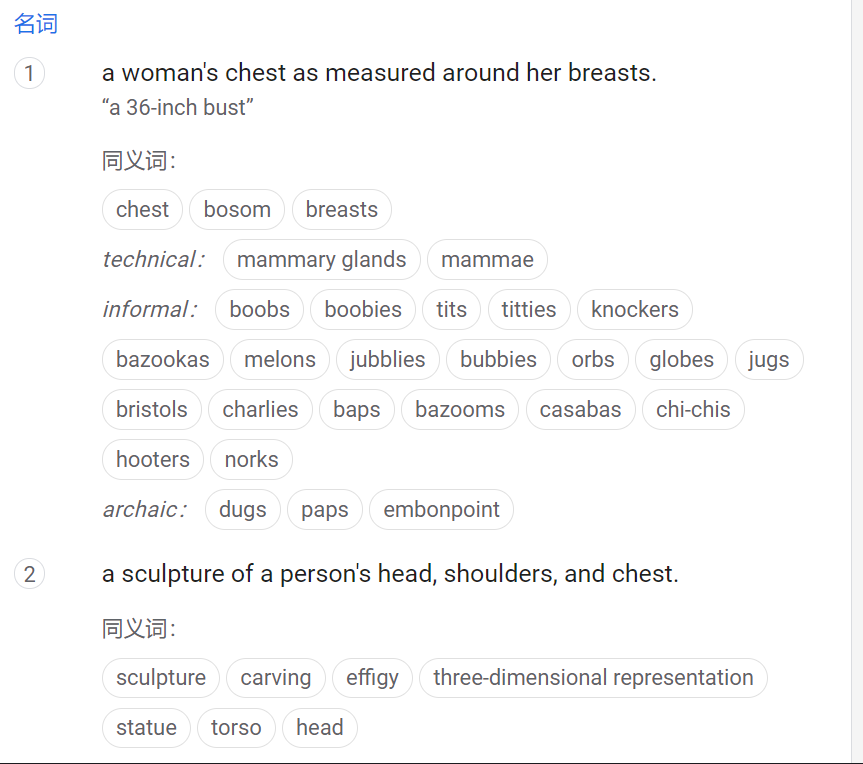 名词
1 a woman's chest as measured around her breasts.
“a 36-inch bust”
同义词：
chest bosom breasts
technical： mammary glands mammae
informal： boobs boobies tits titties knockers
bazookas melons jubblies bubbies orbs globes jugs
bristols charlies baps bazooms casabas chi-chis
hooters norks
archaic： dugs paps embonpoint
2 a sculpture of a person's head, shoulders, and chest.
同义词：
sculpture carving effigy three-dimensional representation
statue torso head